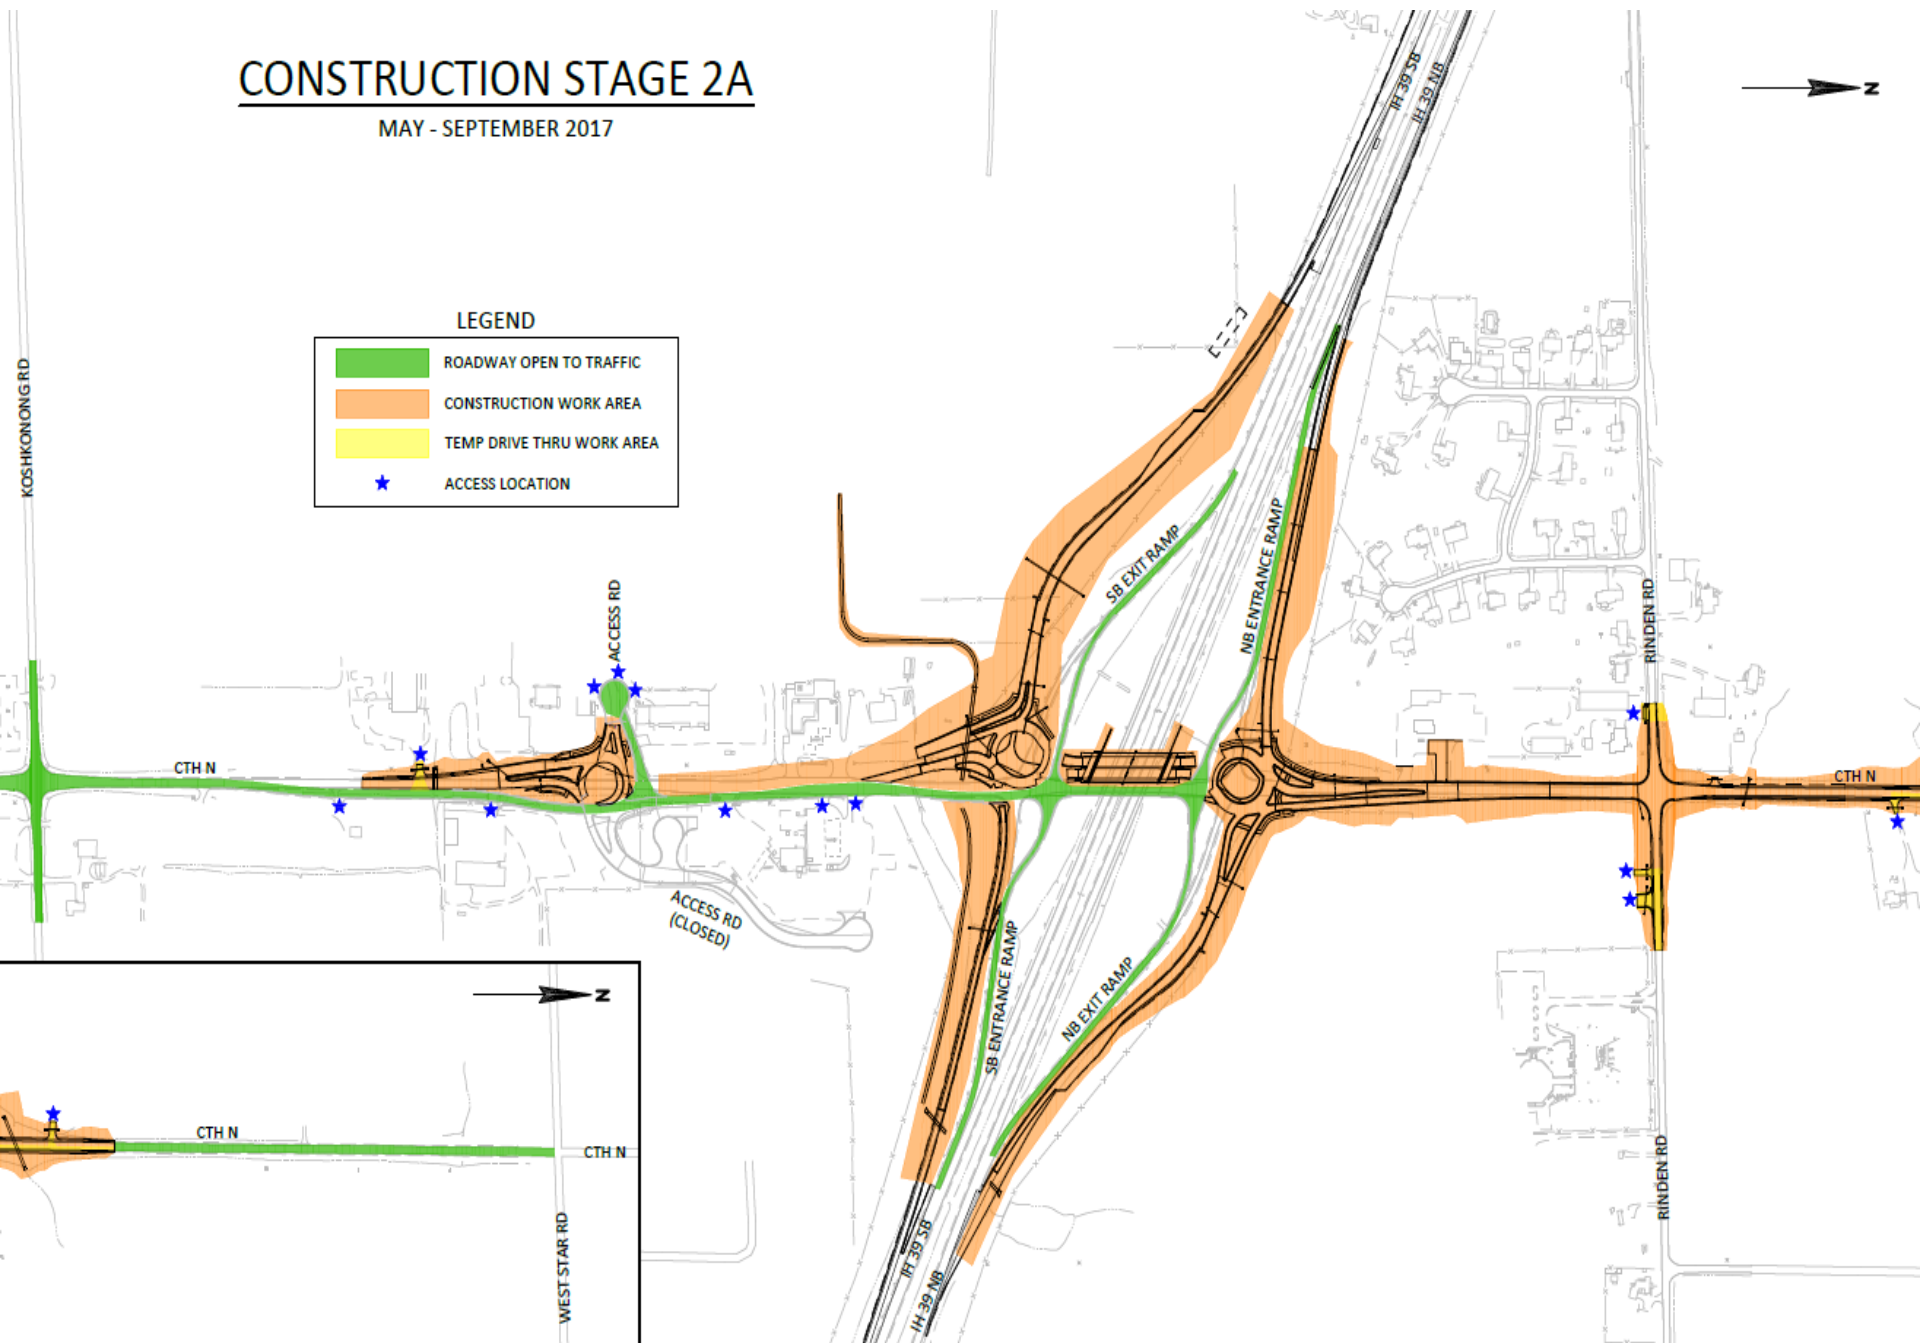 CONSTRUCTION STAGE 2A
MAY - SEPTEMBER 2017
N
IH 39 SB
IH 39 NB
LEGEND
ROADWAY OPEN TO TRAFFIC
CONSTRUCTION WORK AREA
TEMP DRIVE THRU WORK AREA
ACCESS LOCATION
KOSHKONONG RD
SB EXIT RAMP
NB ENTRANCE RAMP
ACCESS RD
RINDEN RD
CTH N
CTH N
ACCESS RD
(CLOSED)
SB ENTRANCE RAMP
NB EXIT RAMP
N
CTH N
CTH N
WEST STAR RD
IH 39 SB
IH 39 NB
RINDEN RD